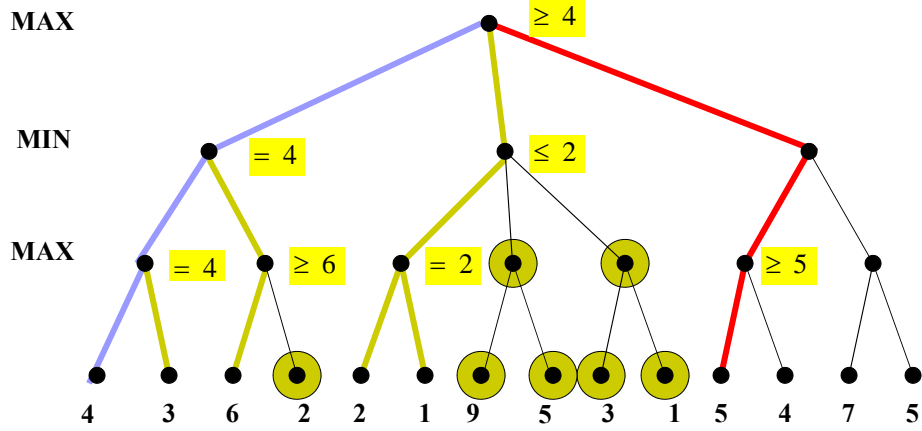 MAX
≥ 4
MIN
= 4
≤ 2
MAX
= 4
≥ 6
= 2
≥ 5
4 3 6 2 2 1 9 5 3 1 5 4 7 5